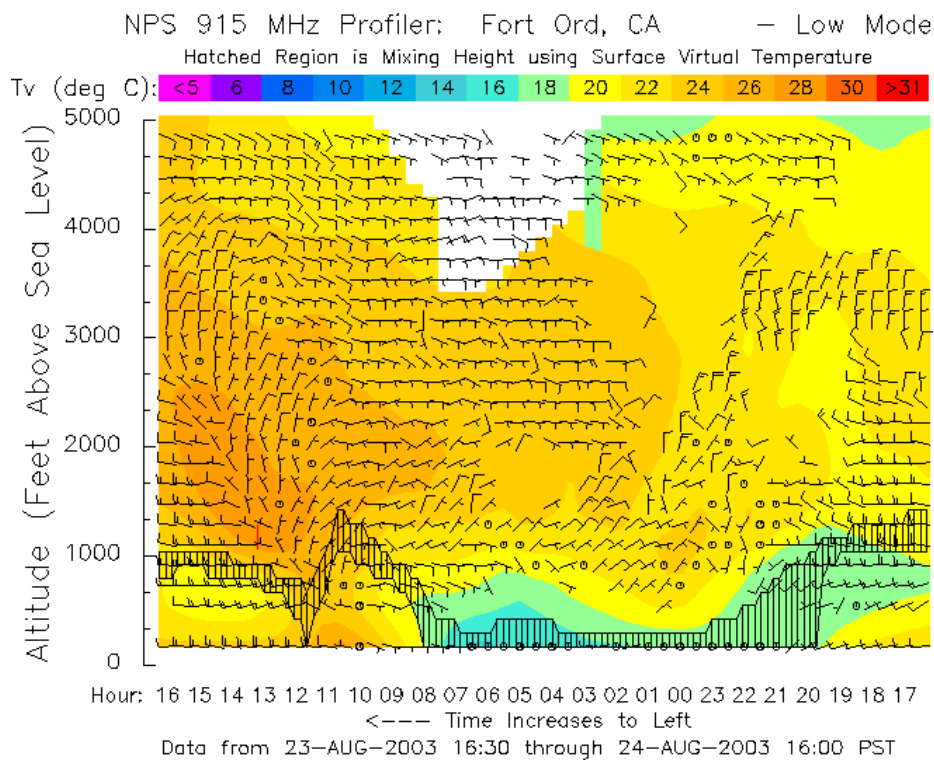 NPS 915 MHz Profiler: Fort Ord, CA — Low Mode
Hatched Region is Mixing Height using Surface Virtual Temperature
Tv (deg C): <5 6 8 10 12 14 16 18 20 22 24 26 28 30 >31
Altitude (Feet Above Sea Level)
5000
4000
3000
2000
1000
0
Hour: 16 15 14 13 12 11 10 09 08 07 06 05 04 03 02 01 00 23 22 21 20 19 18 17
<--- Time Increases to Left
Data from 23-AUG-2003 16:30 through 24-AUG-2003 16:00 PST